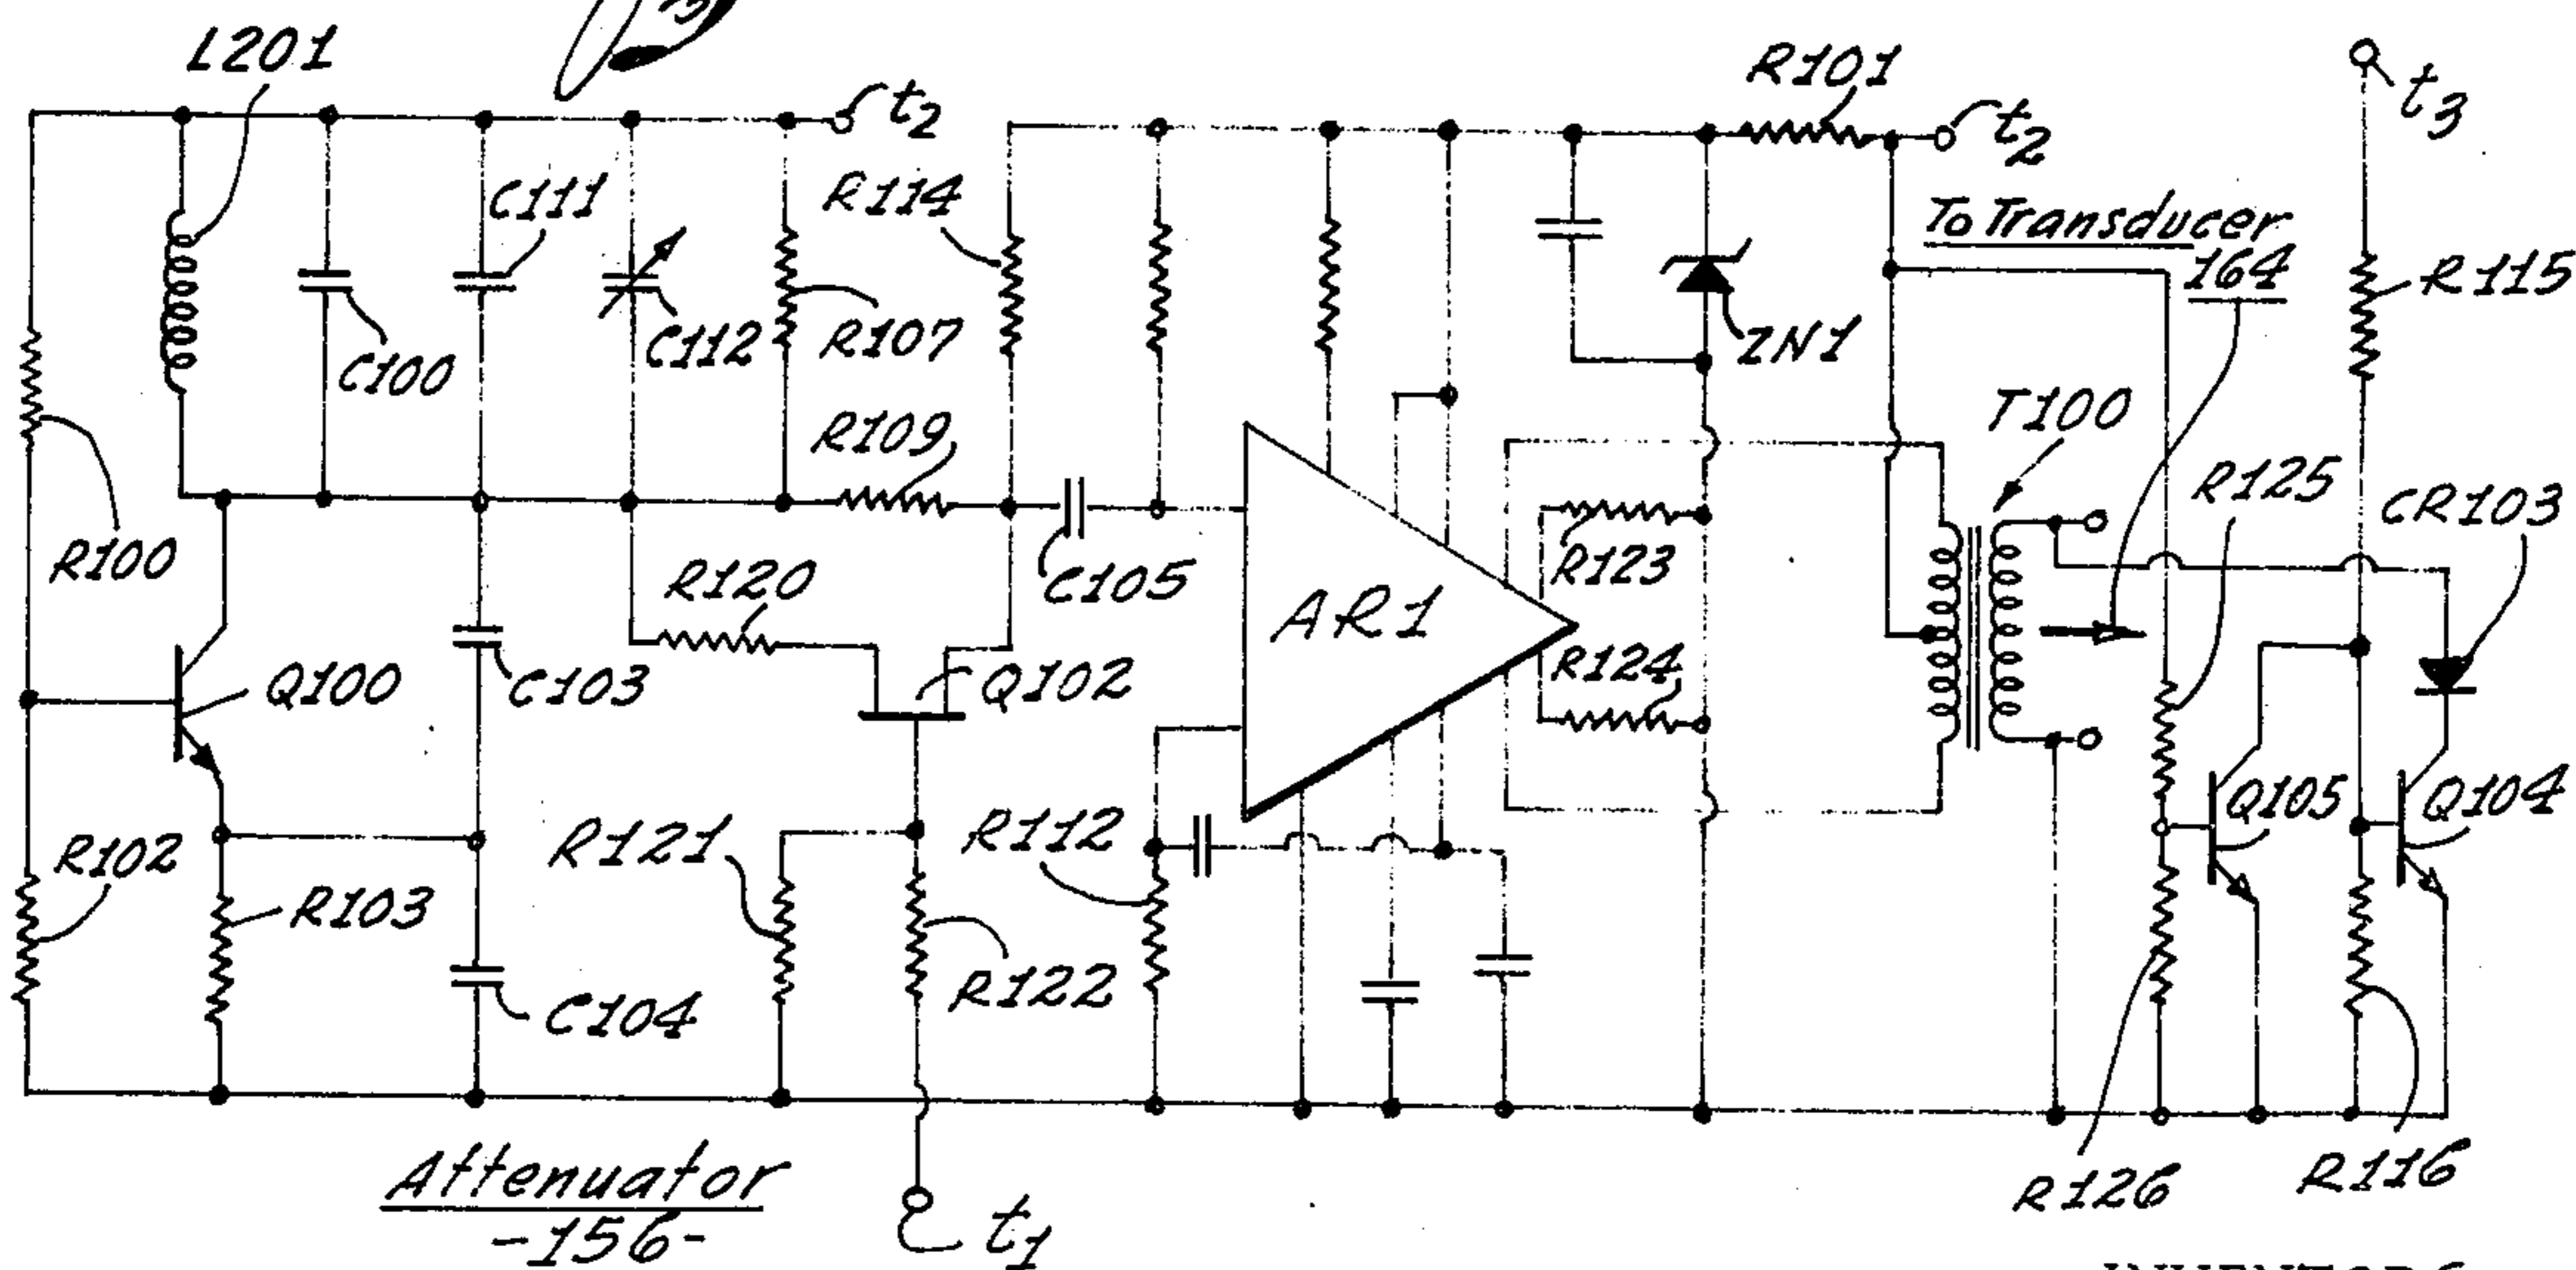 L201
t2
R101
t2
t3
C111
R114
To Transducer
164
R115
C100
C112
R107
ZN1
T100
R109
R125
CR103
R100
C105
R123
R120
AR1
Q100
C103
Q102
R124
Q105
Q104
R102
R103
R121
R112
R122
C104
R126
R116
Attenuator
-156-
t1